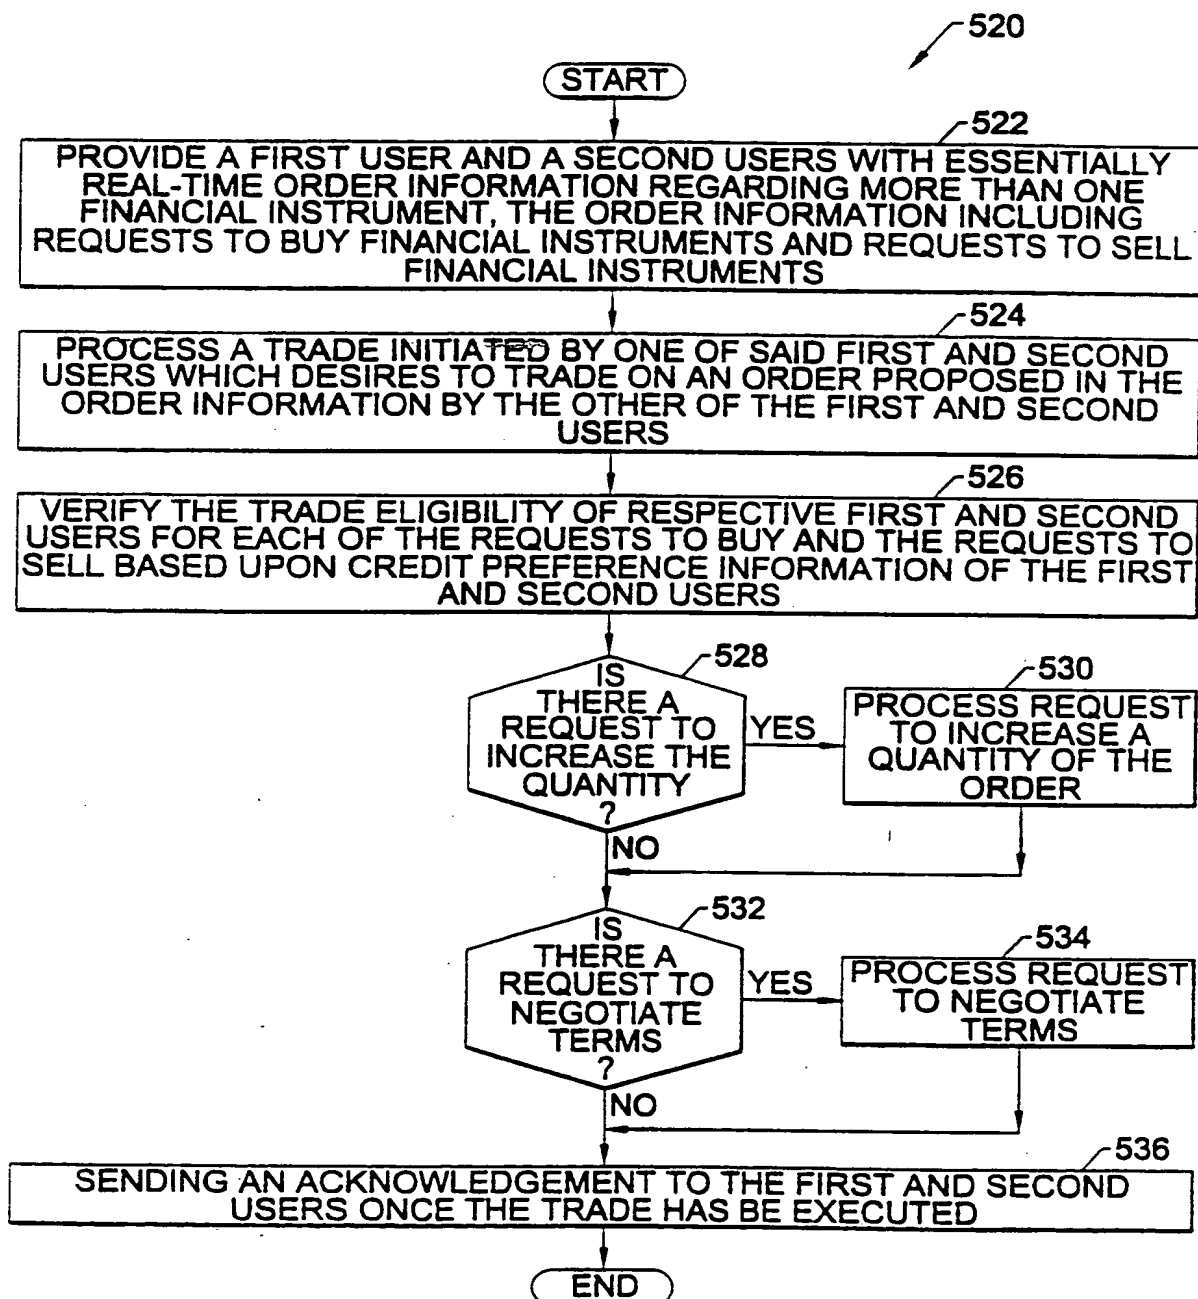 520
START
522
PROVIDE A FIRST USER AND A SECOND USERS WITH ESSENTIALLY
REAL-TIME ORDER INFORMATION REGARDING MORE THAN ONE
FINANCIAL INSTRUMENT, THE ORDER INFORMATION INCLUDING
REQUESTS TO BUY FINANCIAL INSTRUMENTS AND REQUESTS TO SELL
FINANCIAL INSTRUMENTS
524
PROCESS A TRADE INITIATED BY ONE OF SAID FIRST AND SECOND
USERS WHICH DESIRES TO TRADE ON AN ORDER PROPOSED IN THE
ORDER INFORMATION BY THE OTHER OF THE FIRST AND SECOND
USERS
526
VERIFY THE TRADE ELIGIBILITY OF RESPECTIVE FIRST AND SECOND
USERS FOR EACH OF THE REQUESTS TO BUY AND THE REQUESTS TO
SELL BASED UPON CREDIT PREFERENCE INFORMATION OF THE FIRST
AND SECOND USERS
528
IS
THERE A
REQUEST TO
INCREASE THE
QUANTITY
?
YES
530
PROCESS REQUEST
TO INCREASE A
QUANTITY OF THE
ORDER
NO
532
IS
THERE A
REQUEST TO
NEGOTIATE
TERMS
?
YES
534
PROCESS REQUEST
TO NEGOTIATE
TERMS
NO
536
SENDING AN ACKNOWLEDGEMENT TO THE FIRST AND SECOND
USERS ONCE THE TRADE HAS BE EXECUTED
END